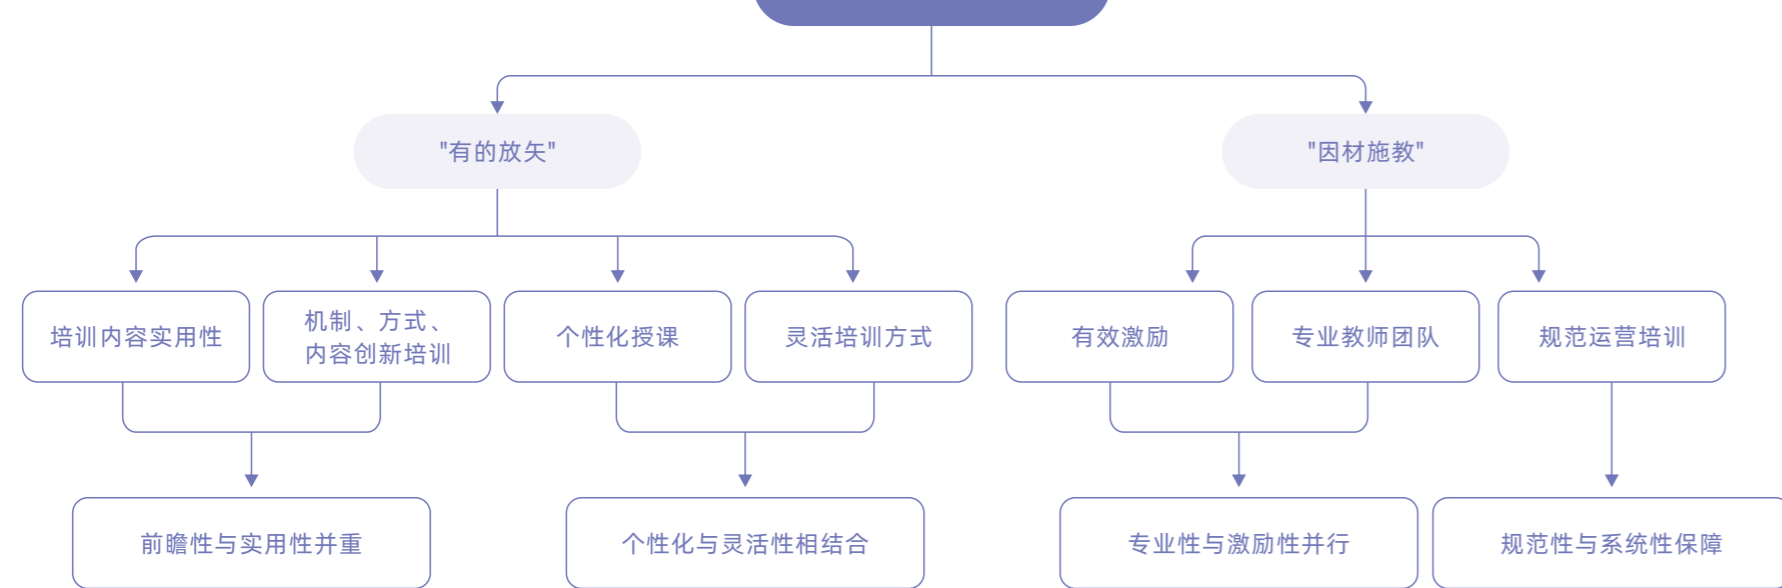 "有的放矢"
"因材施教"
培训内容实用性
机制、方式、
内容创新培训
个性化授课
灵活培训方式
有效激励
专业教师团队
规范运营培训
前瞻性与实用性并重
个性化与灵活性相结合
专业性与激励性并行
规范性与系统性保障